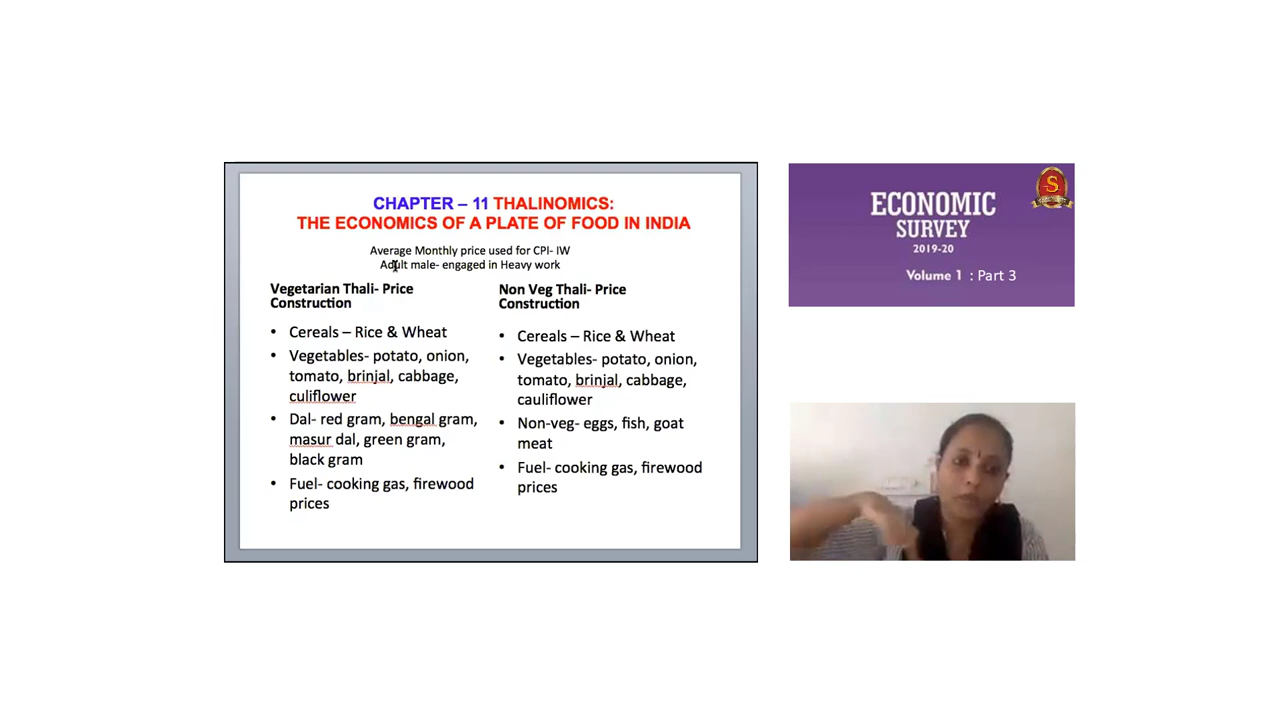 CHAPTER – 11 THALINOMICS:
THE ECONOMICS OF A PLATE OF FOOD IN INDIA
Average Monthly price used for CPI- IW
Adult male- engaged in Heavy work
Vegetarian Thali- Price
Construction
• Cereals – Rice & Wheat
• Vegetables- potato, onion,
tomato, brinjal, cabbage,
culiflower
• Dal- red gram, bengal gram,
masur dal, green gram,
black gram
• Fuel- cooking gas, firewood
prices
Non Veg Thali- Price
Construction
• Cereals – Rice & Wheat
• Vegetables- potato, onion,
tomato, brinjal, cabbage,
cauliflower
• Non-veg- eggs, fish, goat
meat
• Fuel- cooking gas, firewood
prices
ECONOMIC
SURVEY
2019-20
Volume 1 : Part 3
S